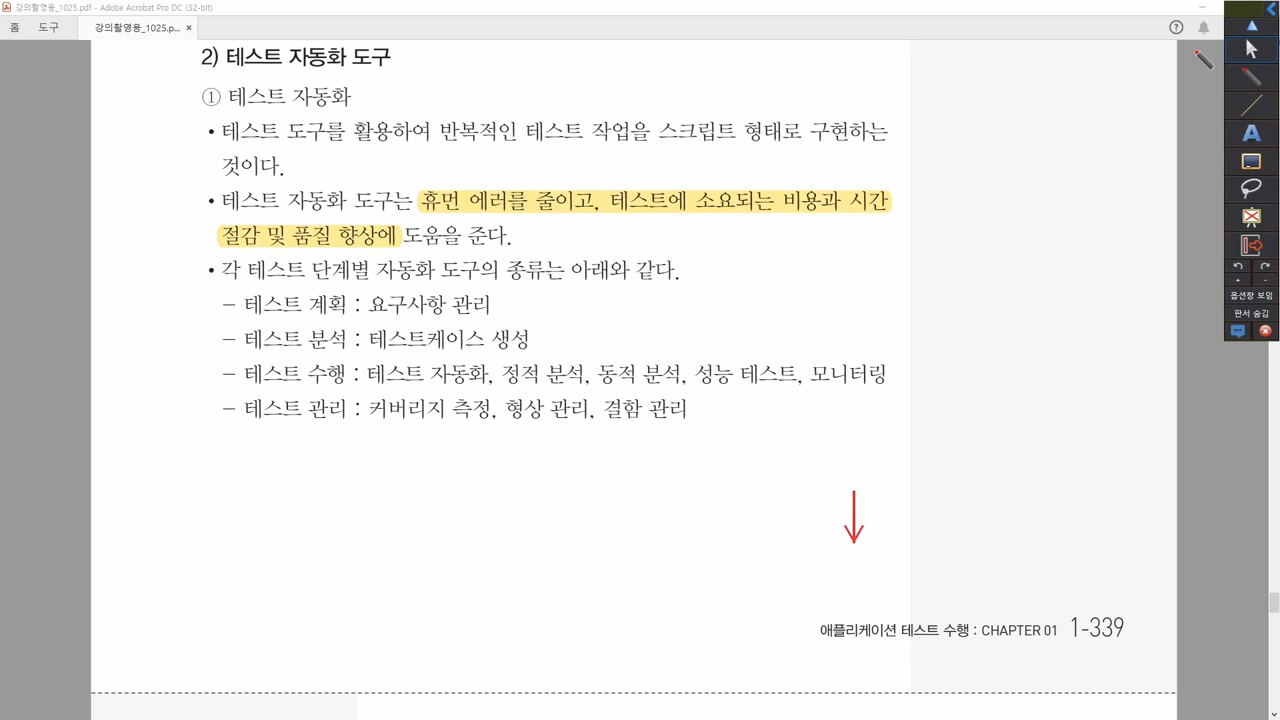 강의촬영용_1025.pdf - Adobe Acrobat Pro DC (32-bit)
홈 도구 강의촬영용_1025.p... ×
2) 테스트 자동화 도구
① 테스트 자동화
• 테스트 도구를 활용하여 반복적인 테스트 작업을 스크립트 형태로 구현하는
것이다.
• 테스트 자동화 도구는 휴먼 에러를 줄이고, 테스트에 소요되는 비용과 시간
절감 및 품질 향상에 도움을 준다.
• 각 테스트 단계별 자동화 도구의 종류는 아래와 같다.
– 테스트 계획 : 요구사항 관리
– 테스트 분석 : 테스트케이스 생성
– 테스트 수행 : 테스트 자동화, 정적 분석, 동적 분석, 성능 테스트, 모니터링
– 테스트 관리 : 커버리지 측정, 형상 관리, 결함 관리
애플리케이션 테스트 수행 : CHAPTER 01 1-339
A
+ -
옵션장 보임
판서 숨김